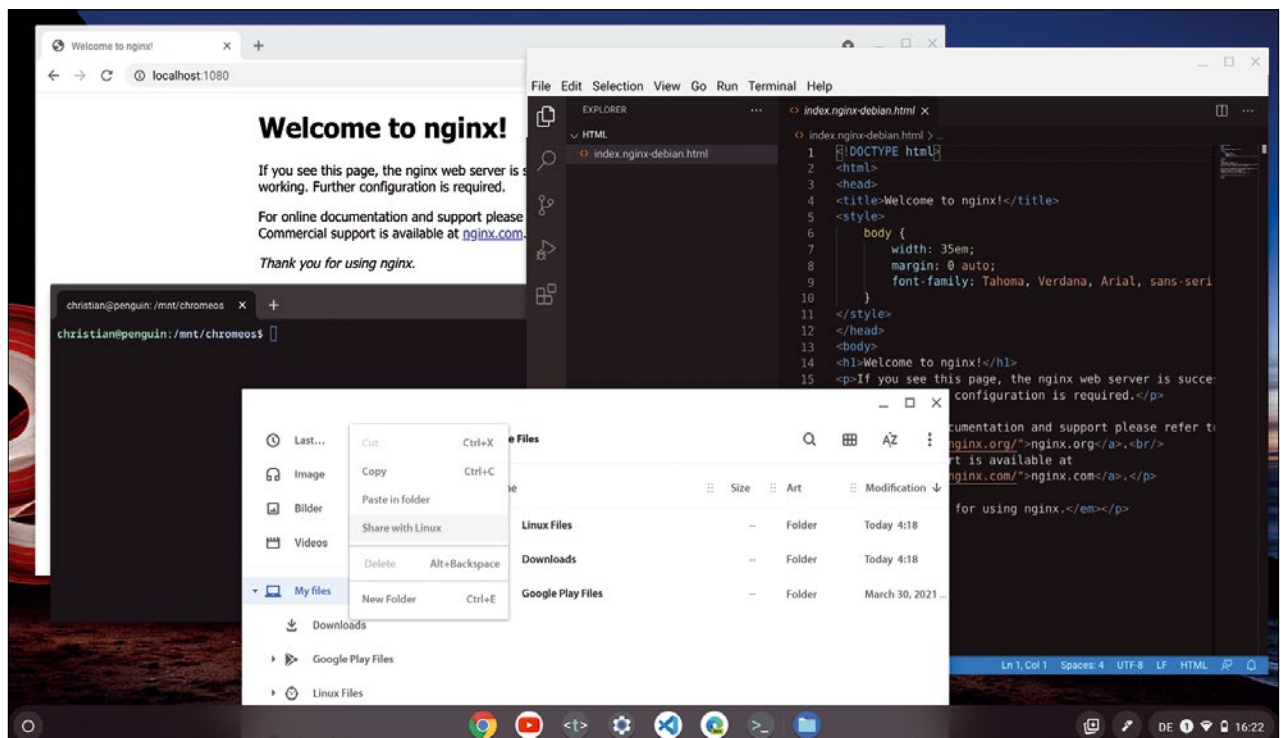 Welcome to nginx!
localhost:1080
Welcome to nginx!
If you see this page, the nginx web server is
working. Further configuration is required.
For online documentation and support please
Commercial support is available at nginx.com.
Thank you for using nginx.
File Edit Selection View Go Run Terminal Help
EXPLORER
HTML
index.nginx-debian.html
index.nginx-debian.html
index.nginx-debian.html > ...
1 <!DOCTYPE html>
2 <html>
3 <head>
4 <title>Welcome to nginx!</title>
5 <style>
6 body {
7 width: 35em;
8 margin: 0 auto;
9 font-family: Tahoma, Verdana, Arial, sans-seri
10 }
11 </style>
12 </head>
13 <body>
14 <h1>Welcome to nginx!</h1>
15 <p>If you see this page, the nginx web server is succe
configuration is required.</p>
umentation and support please refer t
nginx.org/">nginx.org</a>.<br/>
rt is available at
nginx.com/">nginx.com</a>.</p>
for using nginx.</em></p>
Ln 1, Col 1 Spaces: 4 UTF-8 LF HTML
christian@penguin: /mnt/chromeos
christian@penguin:/mnt/chromeos$
Last...
Image
Bilder
Videos
My files
Downloads
Google Play Files
Linux Files
Cut Ctrl+X
Copy Ctrl+C
Paste in folder
Share with Linux
Delete Alt+Backspace
New Folder Ctrl+E
e Files
AZ
me Size Art Modification
Linux Files -- Folder Today 4:18
Downloads -- Folder Today 4:18
Google Play Files -- Folder March 30, 2021 ...
DE 1 16:22